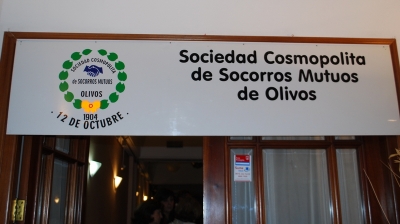 SOCIEDAD COSMOPOLITA
de SOCORROS MUTUOS
OLIVOS
1904
· 12 DE OCTUBRE ·
Sociedad Cosmopolita
de Socorros Mutuos
de Olivos